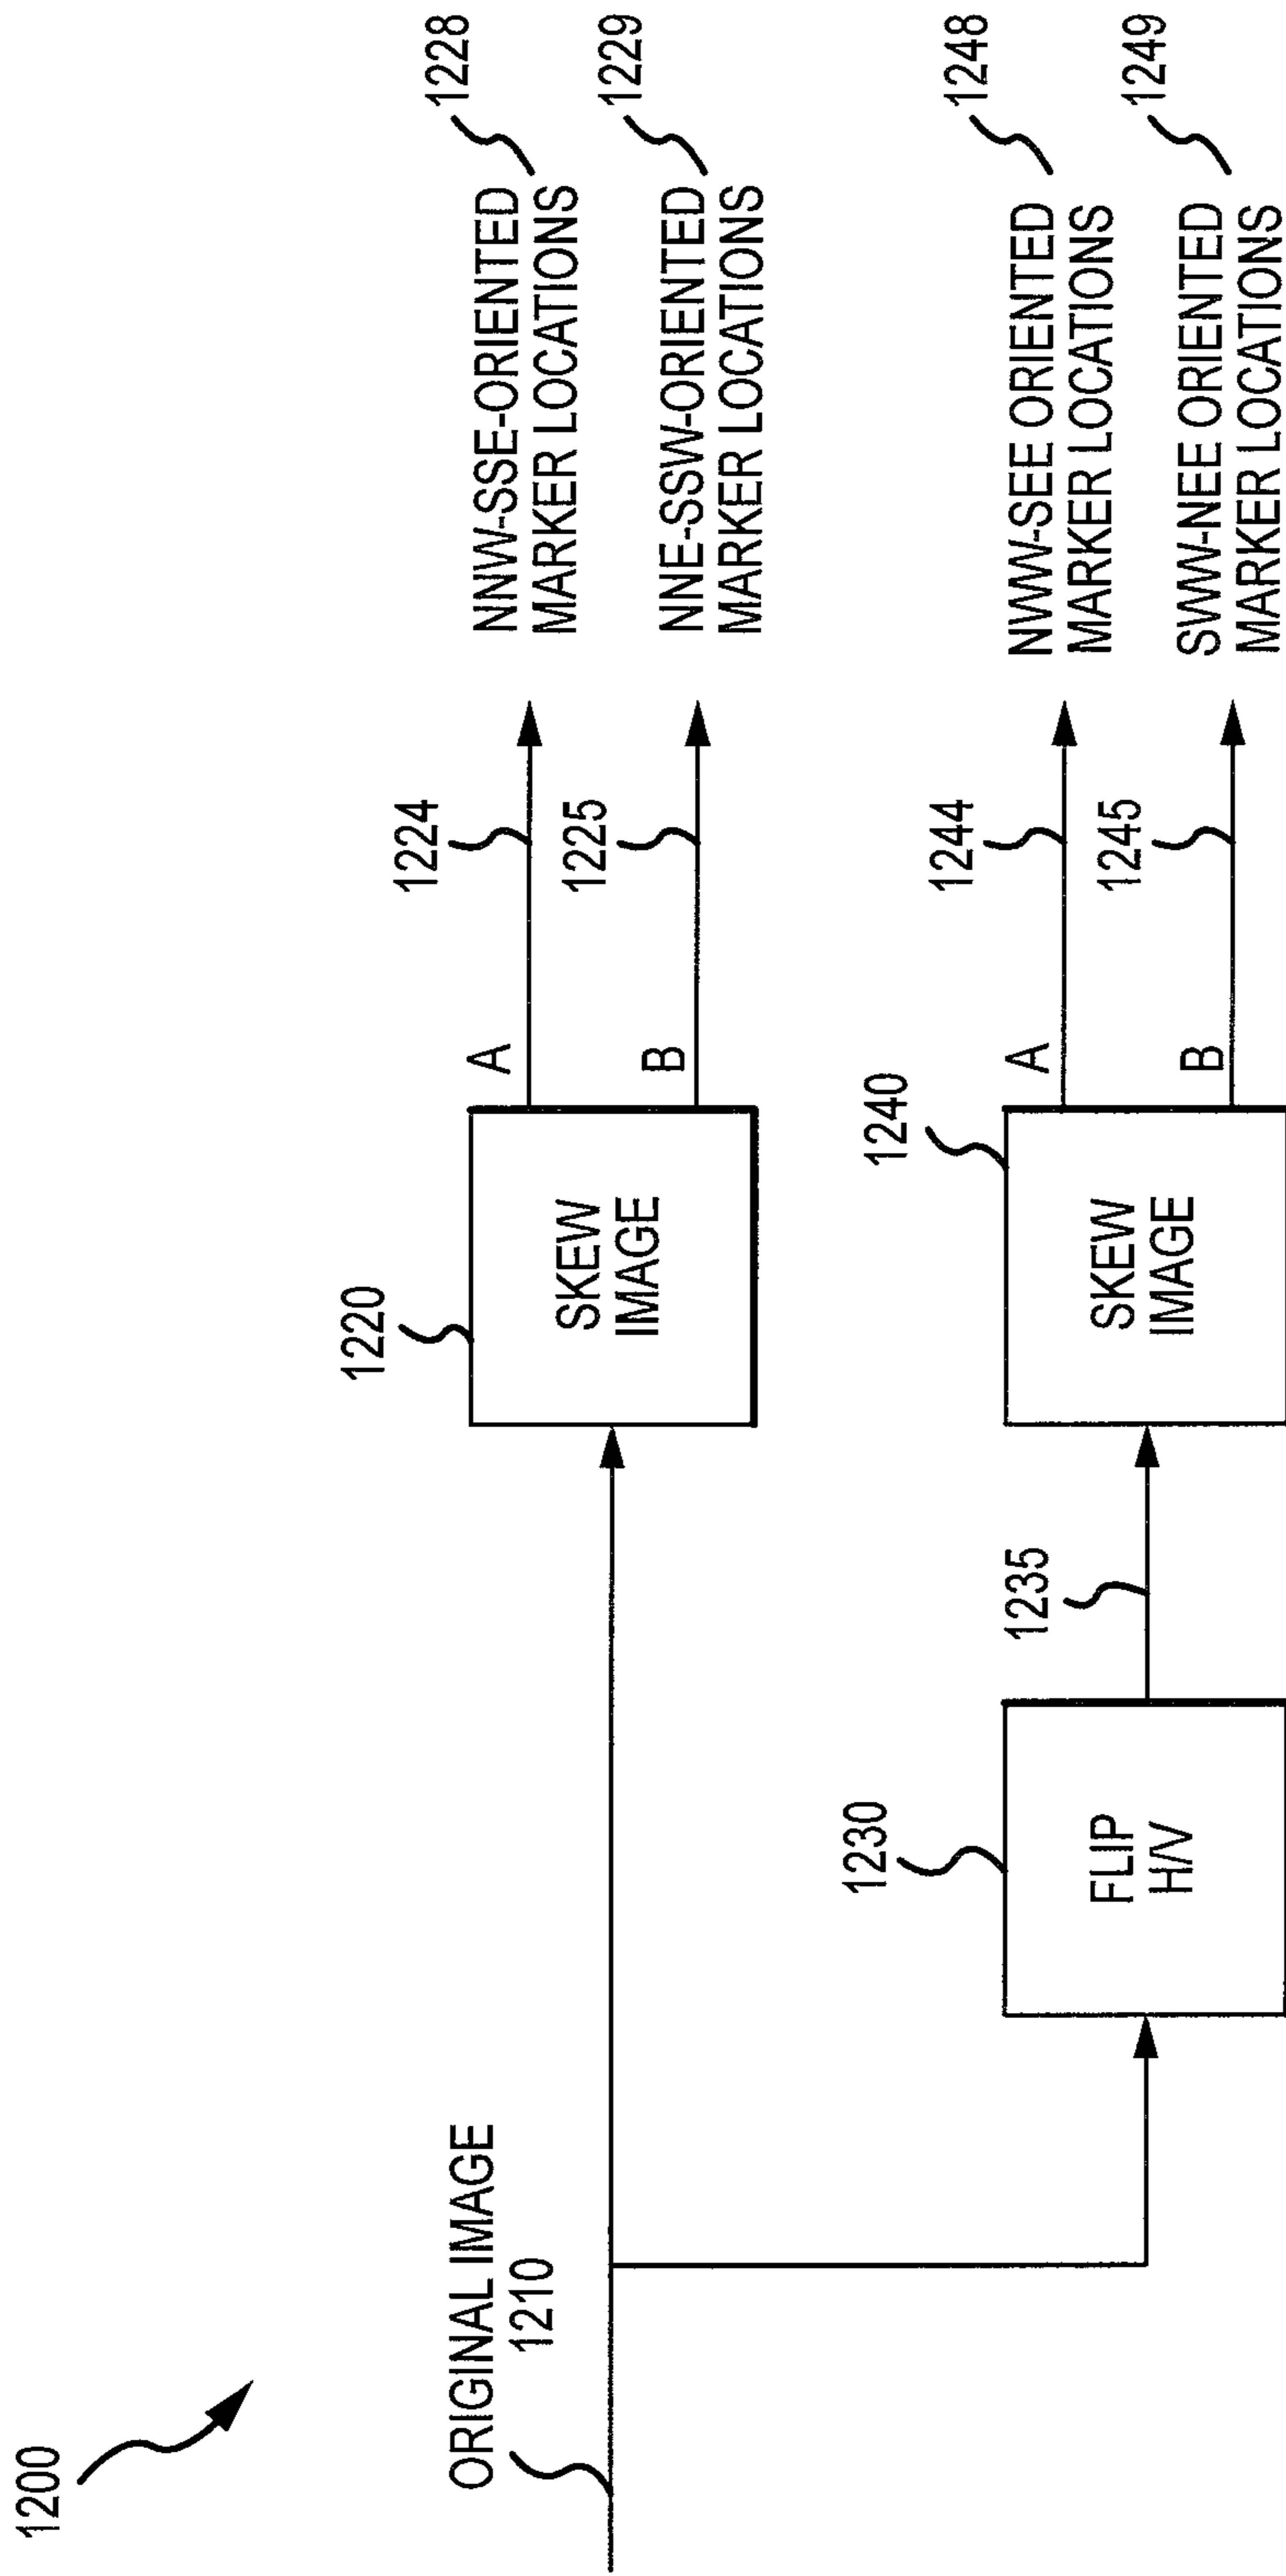 1200
ORIGINAL IMAGE
1210
1220
SKEW
IMAGE
A
1224
NNW-SSE-ORIENTED
MARKER LOCATIONS
1228
B
1225
NNE-SSW-ORIENTED
MARKER LOCATIONS
1229
1230
FLIP
H/V
1235
1240
SKEW
IMAGE
A
1244
NWW-SEE ORIENTED
MARKER LOCATIONS
1248
B
1245
SWW-NEE ORIENTED
MARKER LOCATIONS
1249